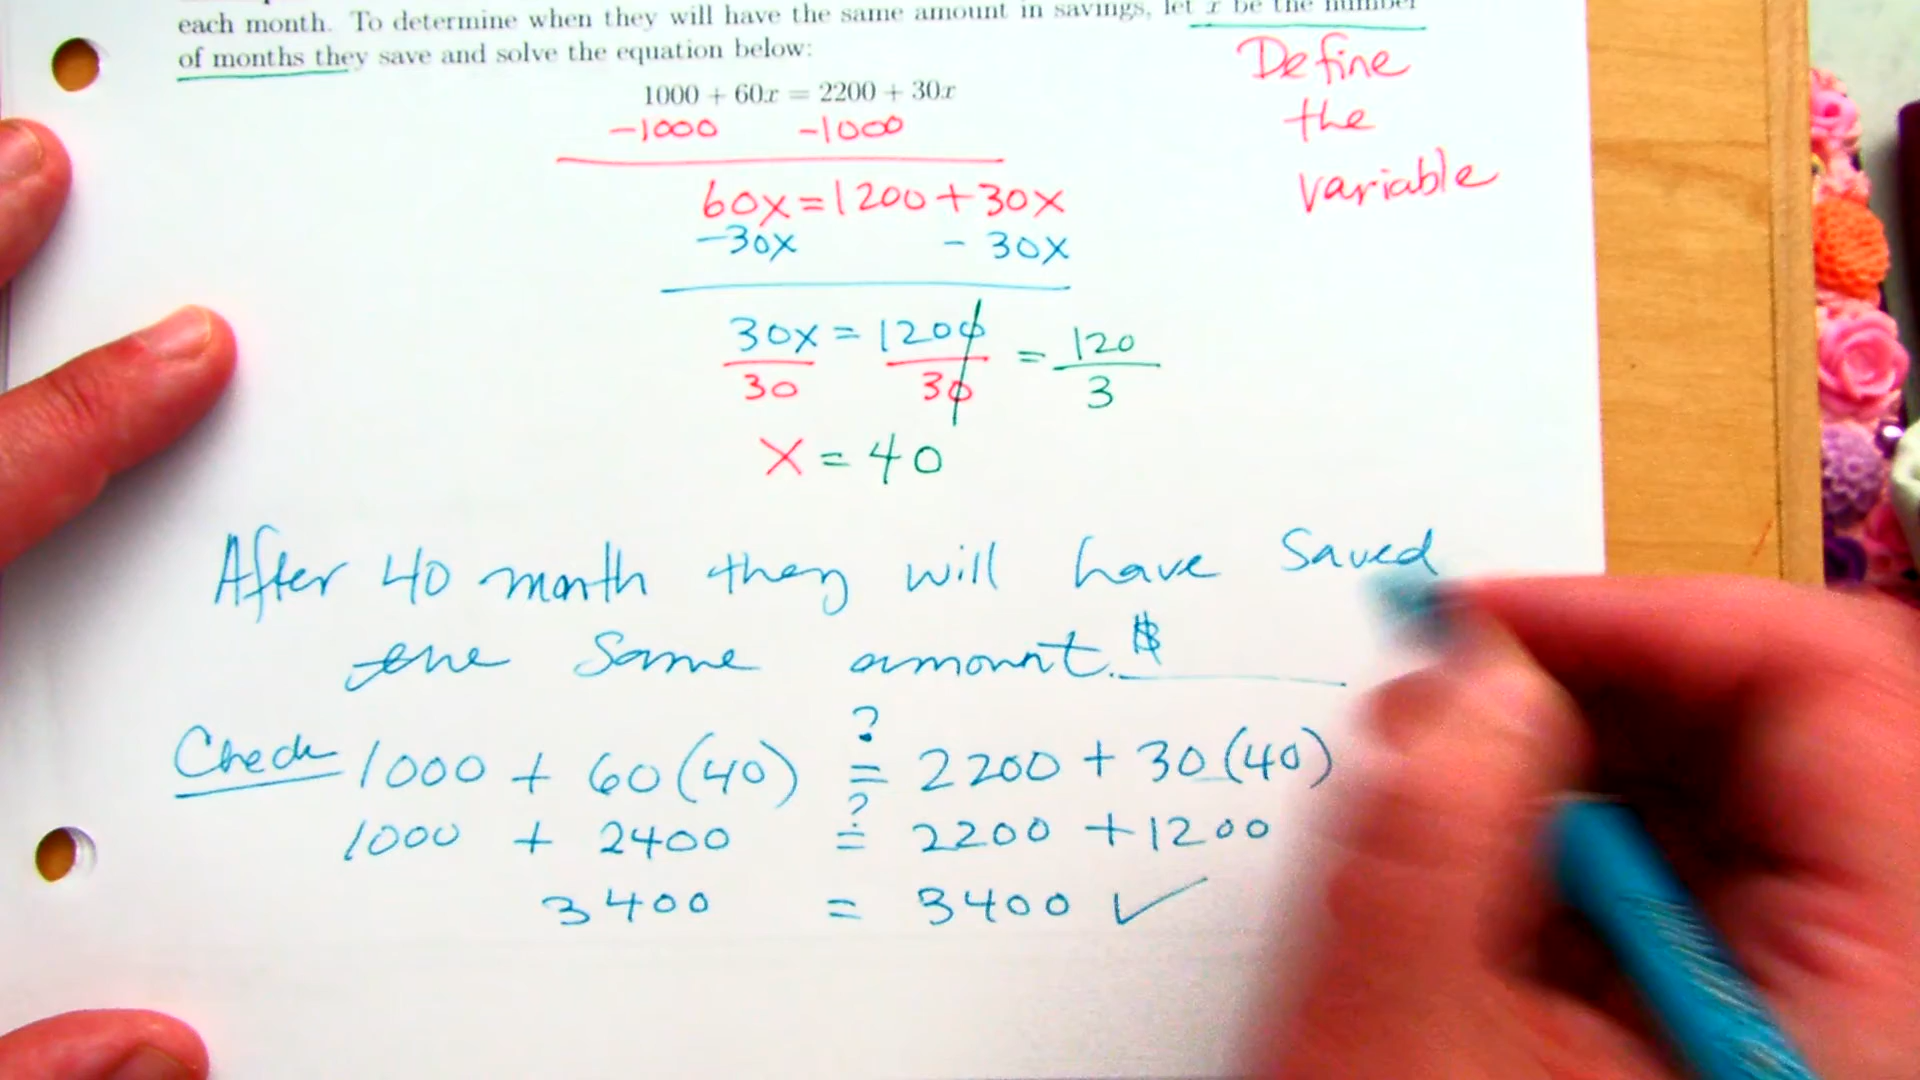 each month. To determine when they will have the same amount in savings, let x be the number
of months they save and solve the equation below:
Define
the
variable
1000 + 60x = 2200 + 30x
-1000 -1000
60x = 1200 + 30x
-30x - 30x
30x = 1200 = 120
30 30 3
x = 40
After 40 month they will have saved
the same amount. $
Check 1000 + 60(40) ?= 2200 + 30(40)
1000 + 2400 ?= 2200 + 1200
3400 = 3400 ✓